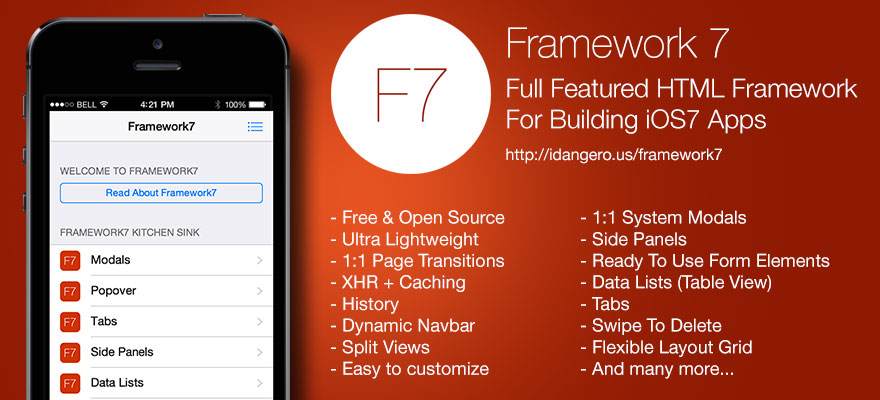 BELL 4:21 PM 100%
Framework7
WELCOME TO FRAMEWORK7
Read About Framework7
FRAMEWORK7 KITCHEN SINK
F7 Modals
F7 Popover
F7 Tabs
F7 Side Panels
F7 Data Lists
F7
Framework 7
Full Featured HTML Framework
For Building iOS7 Apps
http://idangero.us/framework7
- Free & Open Source
- Ultra Lightweight
- 1:1 Page Transitions
- XHR + Caching
- History
- Dynamic Navbar
- Split Views
- Easy to customize
- 1:1 System Modals
- Side Panels
- Ready To Use Form Elements
- Data Lists (Table View)
- Tabs
- Swipe To Delete
- Flexible Layout Grid
- And many more...